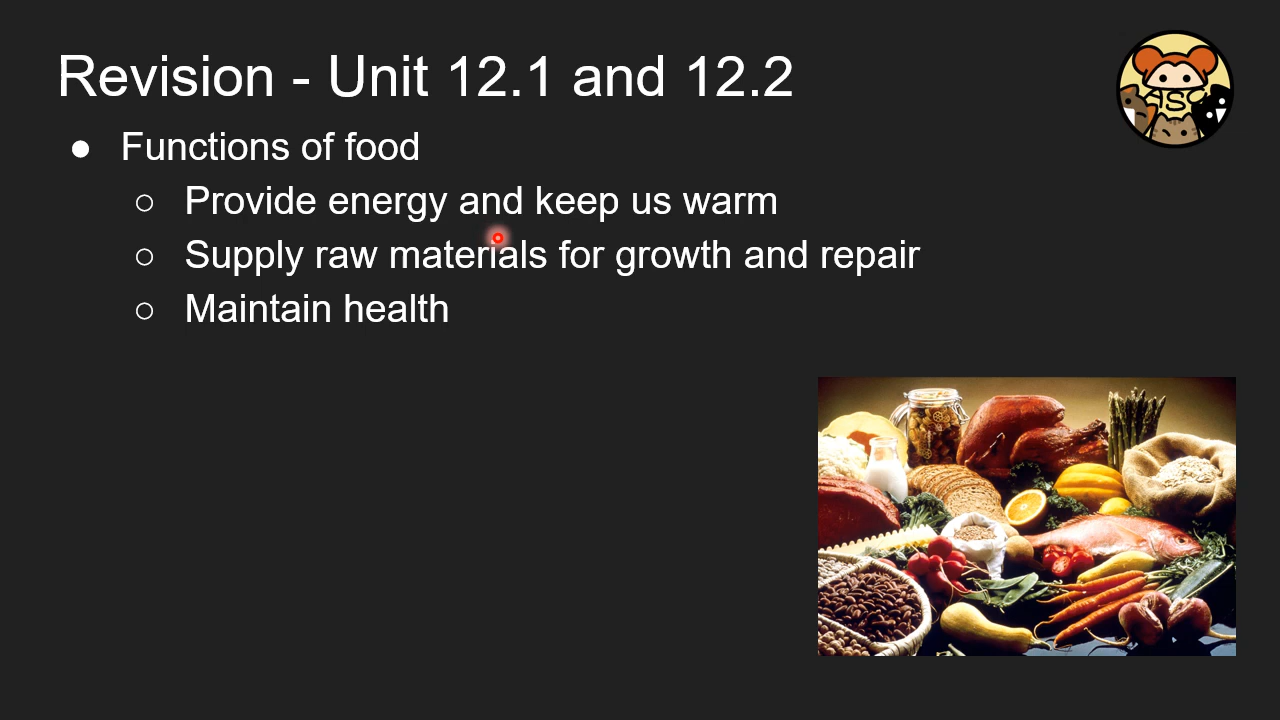 Revision - Unit 12.1 and 12.2
● Functions of food
○ Provide energy and keep us warm
○ Supply raw materials for growth and repair
○ Maintain health